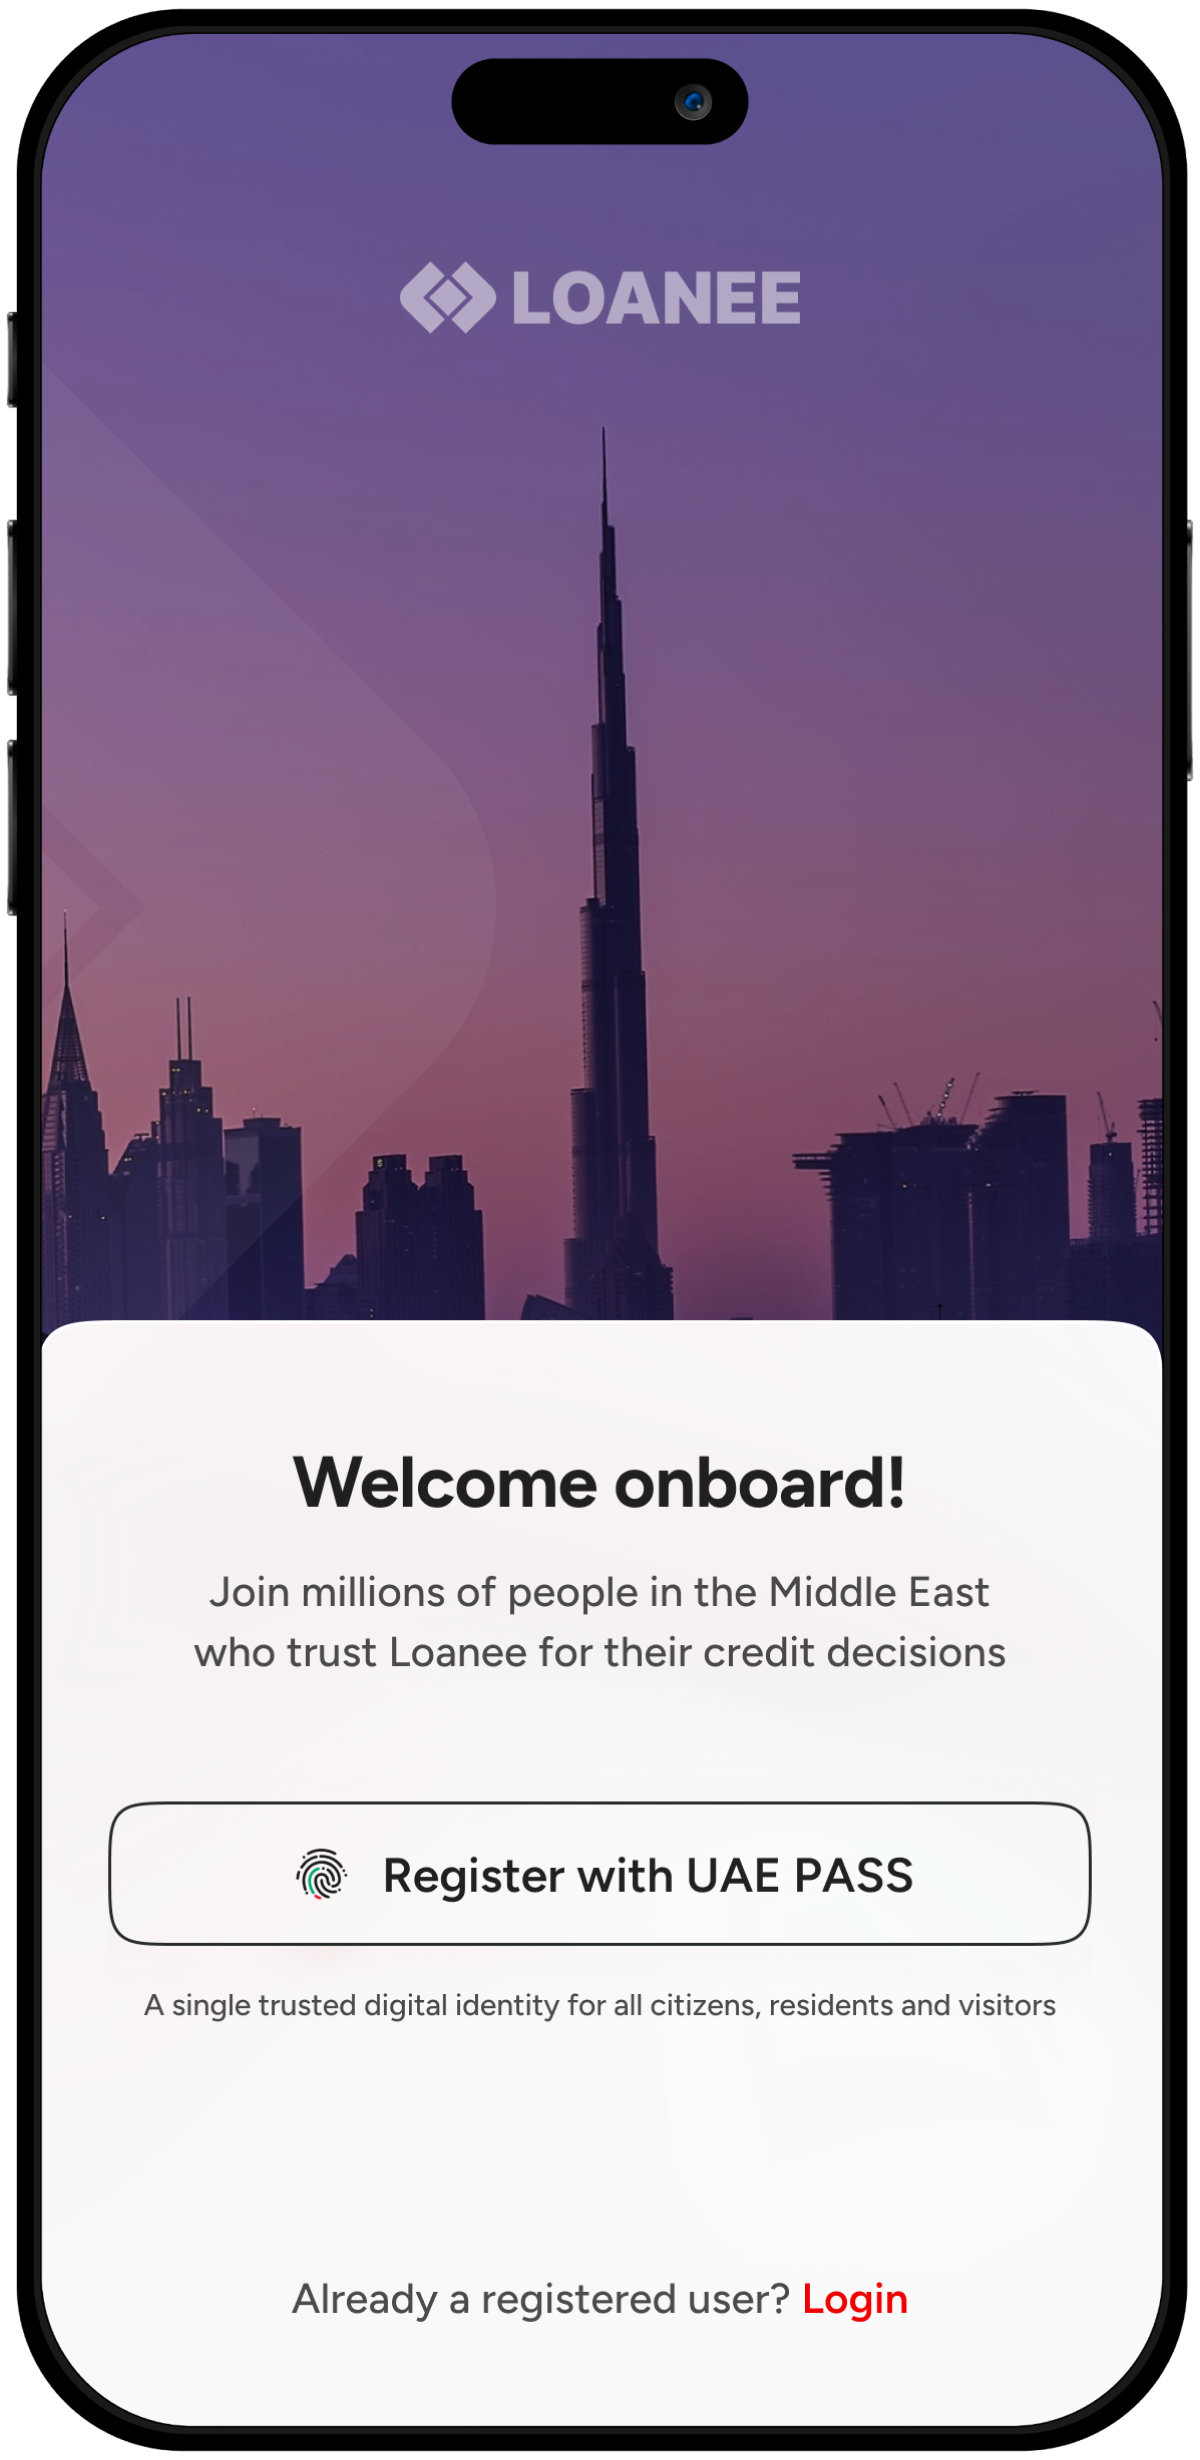 LOANEE
Welcome onboard!
Join millions of people in the Middle East
who trust Loanee for their credit decisions
Register with UAE PASS
A single trusted digital identity for all citizens, residents and visitors
Already a registered user? Login